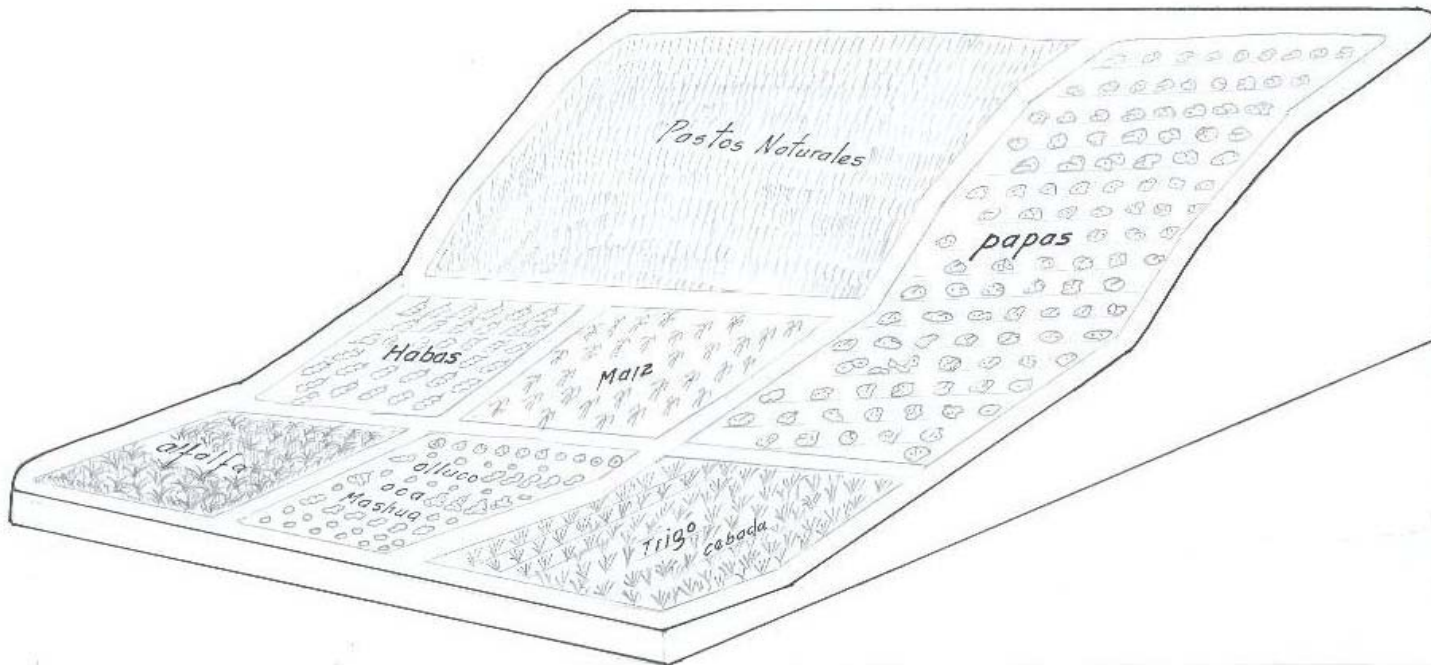 Pastos Naturales
papas
Habas
Maiz
alfalfa
olluco
oca
Mashua
Trigo
cebada